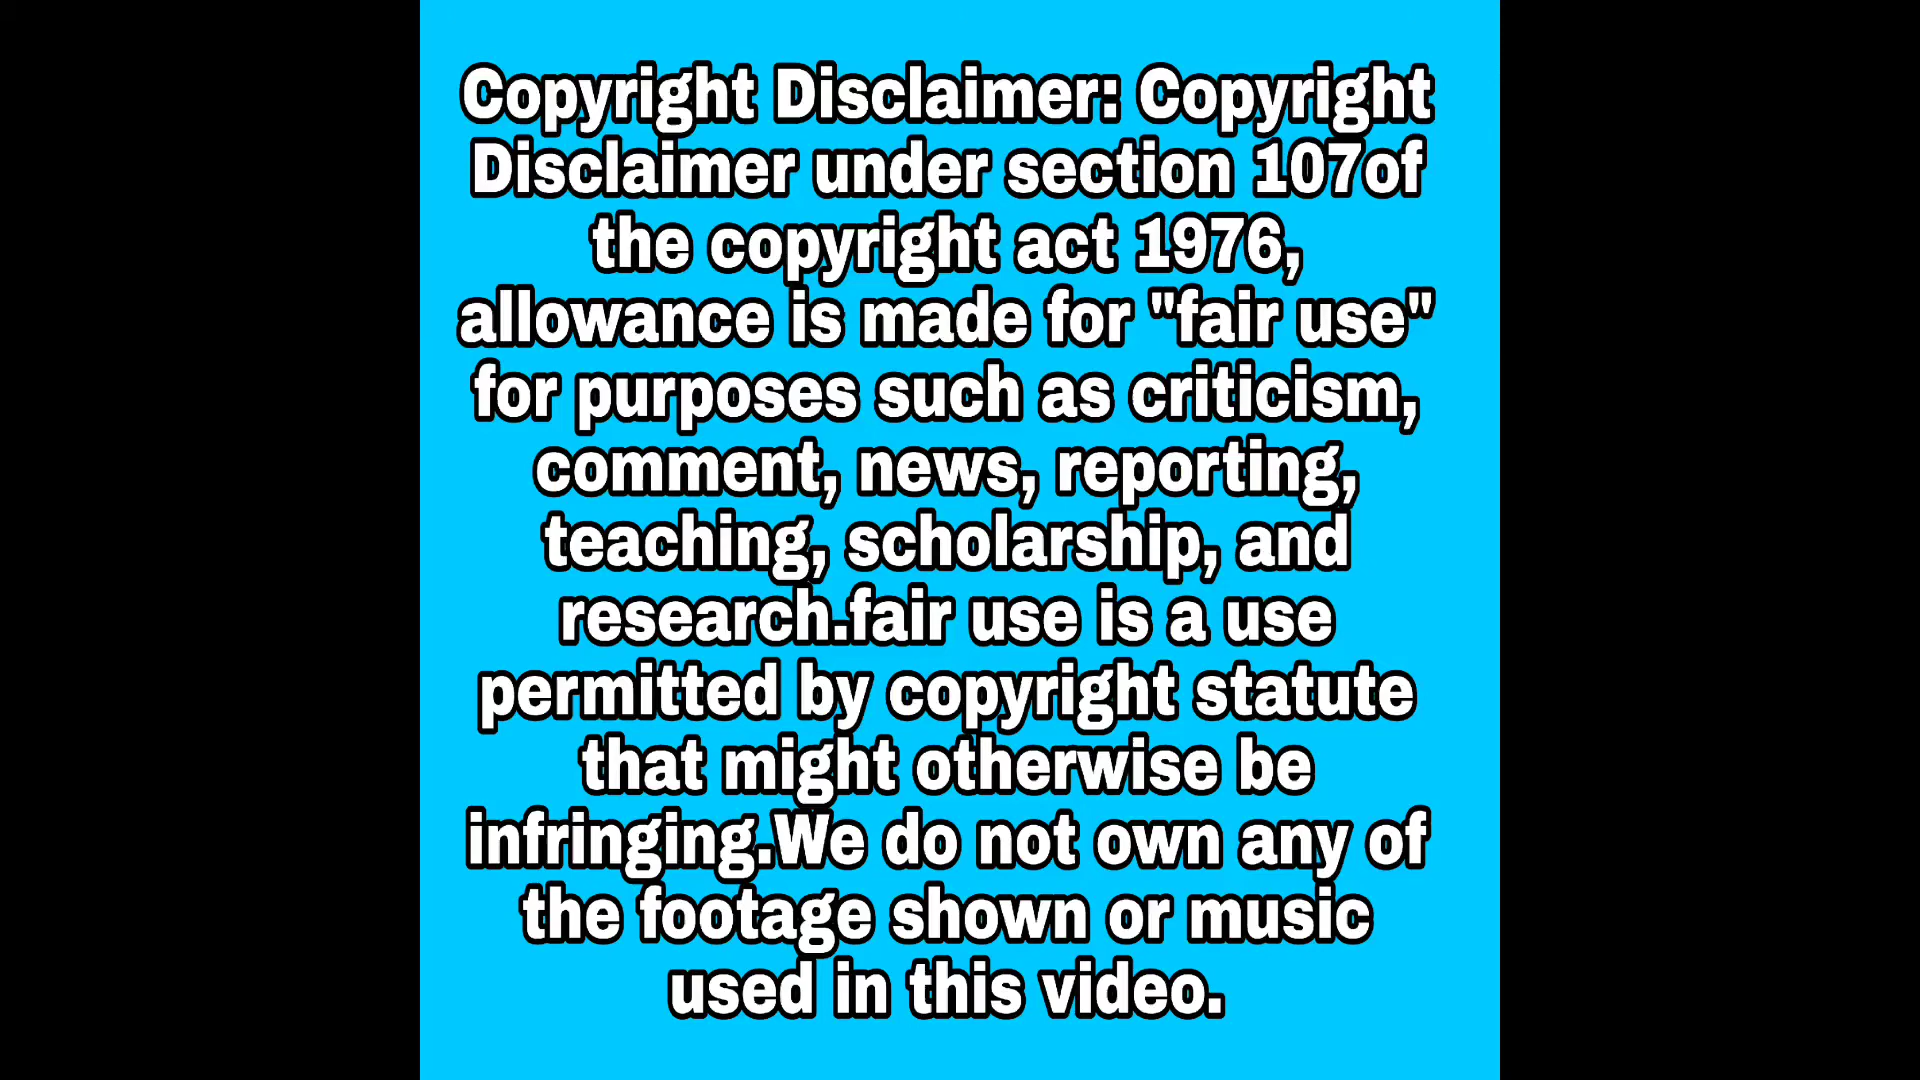 Copyright Disclaimer: Copyright
Disclaimer under section 107of
the copyright act 1976,
allowance is made for "fair use"
for purposes such as criticism,
comment, news, reporting,
teaching, scholarship, and
research.fair use is a use
permitted by copyright statute
that might otherwise be
infringing.We do not own any of
the footage shown or music
used in this video.